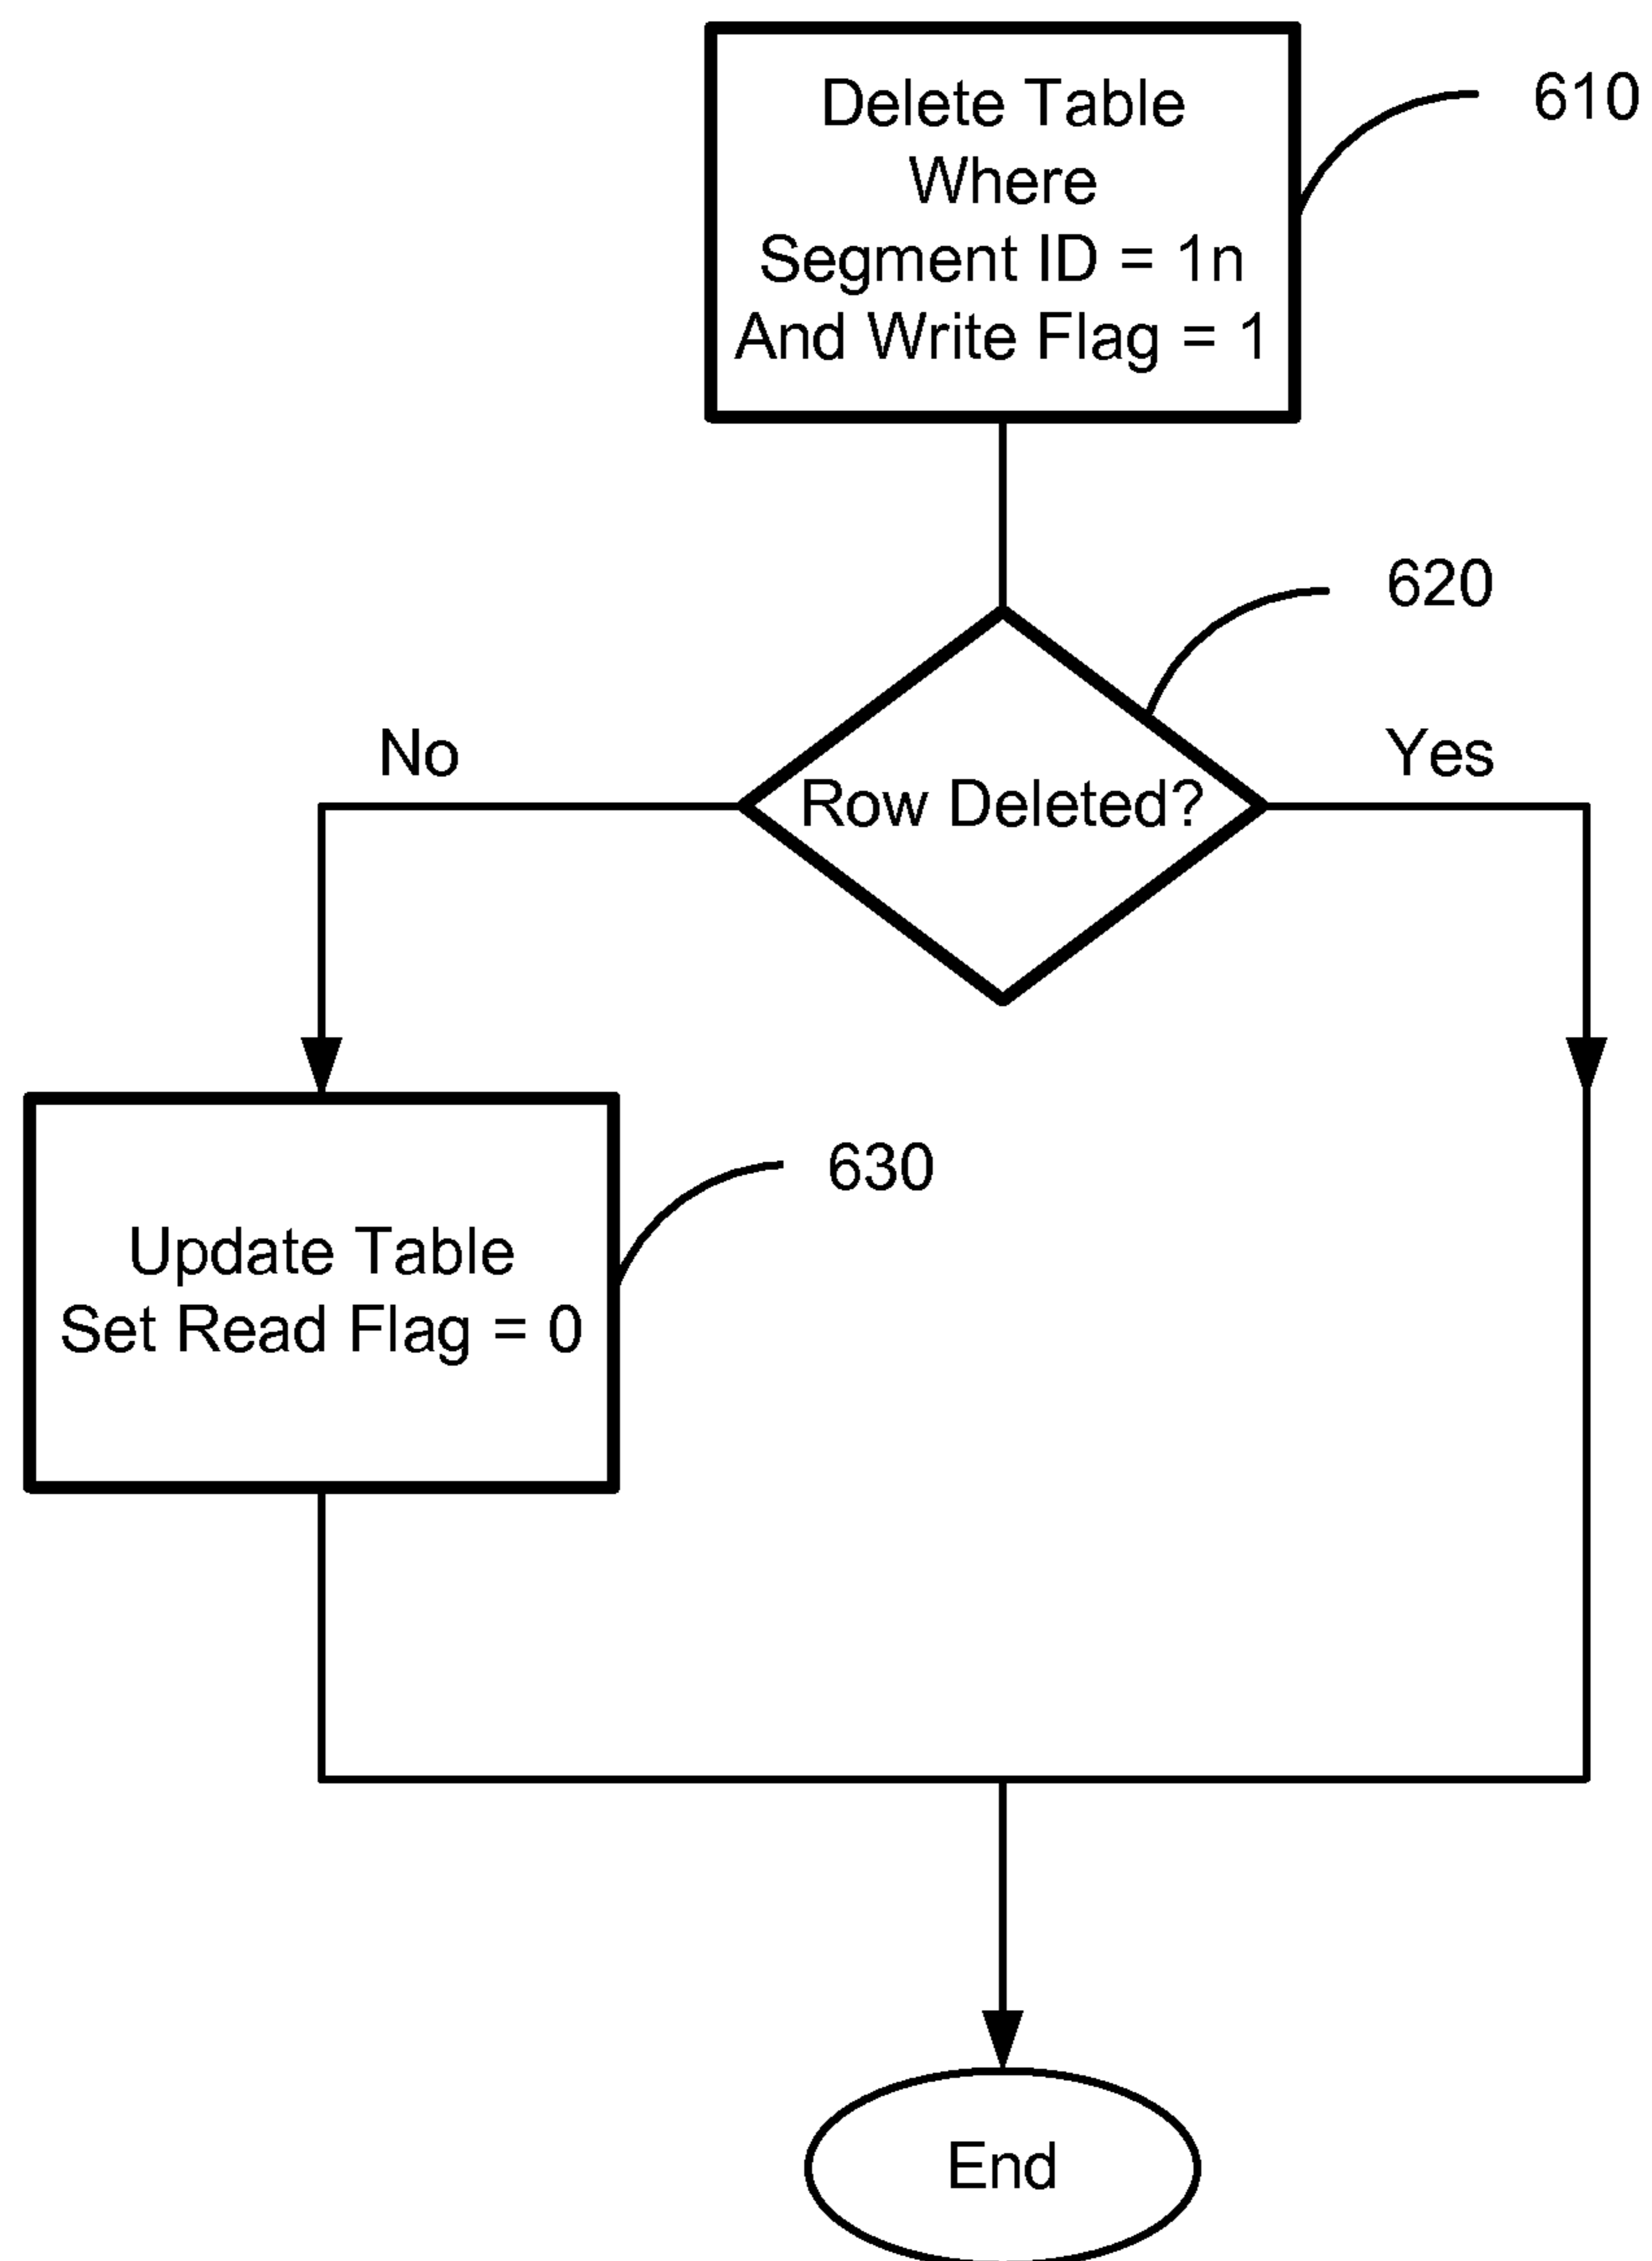 Delete Table
Where
Segment ID = 1n
And Write Flag = 1
610
620
No
Yes
Row Deleted?
630
Update Table
Set Read Flag = 0
End